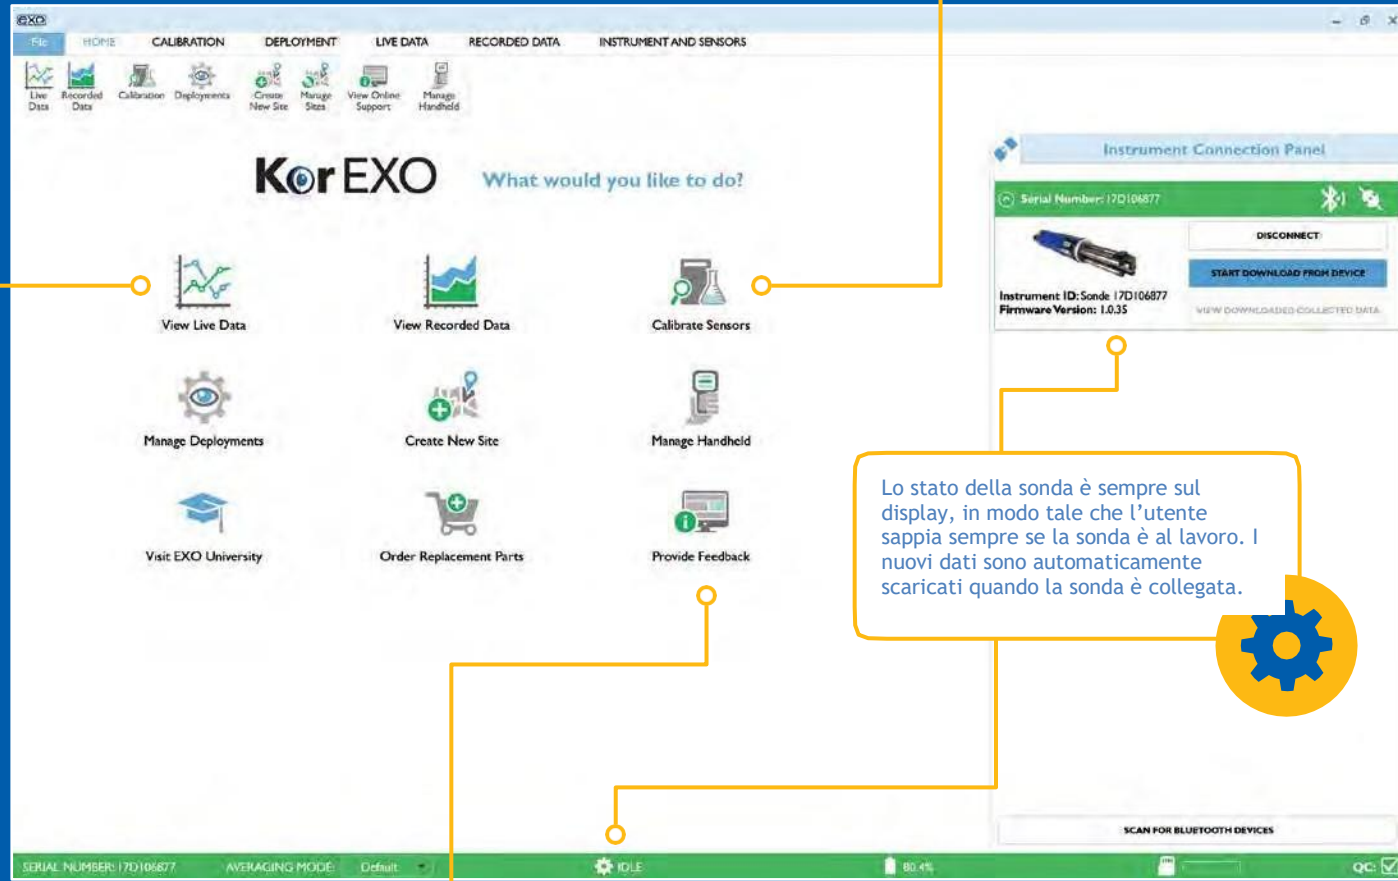 exo
File HOME CALIBRATION DEPLOYMENT LIVE DATA RECORDED DATA INSTRUMENT AND SENSORS
Live Data
Recorded Data
Calibration
Deployments
Create New Site
Manage Sites
View Online Support
Manage Handheld
KorEXO
What would you like to do?
View Live Data
View Recorded Data
Calibrate Sensors
Manage Deployments
Create New Site
Manage Handheld
Visit EXO University
Order Replacement Parts
Provide Feedback
Instrument Connection Panel
Serial Number: 17D106877
DISCONNECT
START DOWNLOAD FROM DEVICE
VIEW DOWNLOADED COLLECTED DATA
Instrument ID: Sonde 17D106877
Firmware Version: 1.0.35
Lo stato della sonda è sempre sul
display, in modo tale che l’utente
sappia sempre se la sonda è al lavoro. I
nuovi dati sono automaticamente
scaricati quando la sonda è collegata.
SCAN FOR BLUETOOTH DEVICES
SERIAL NUMBER: 17D106877 AVERAGING MODE: Default IDLE 80.4% QC: